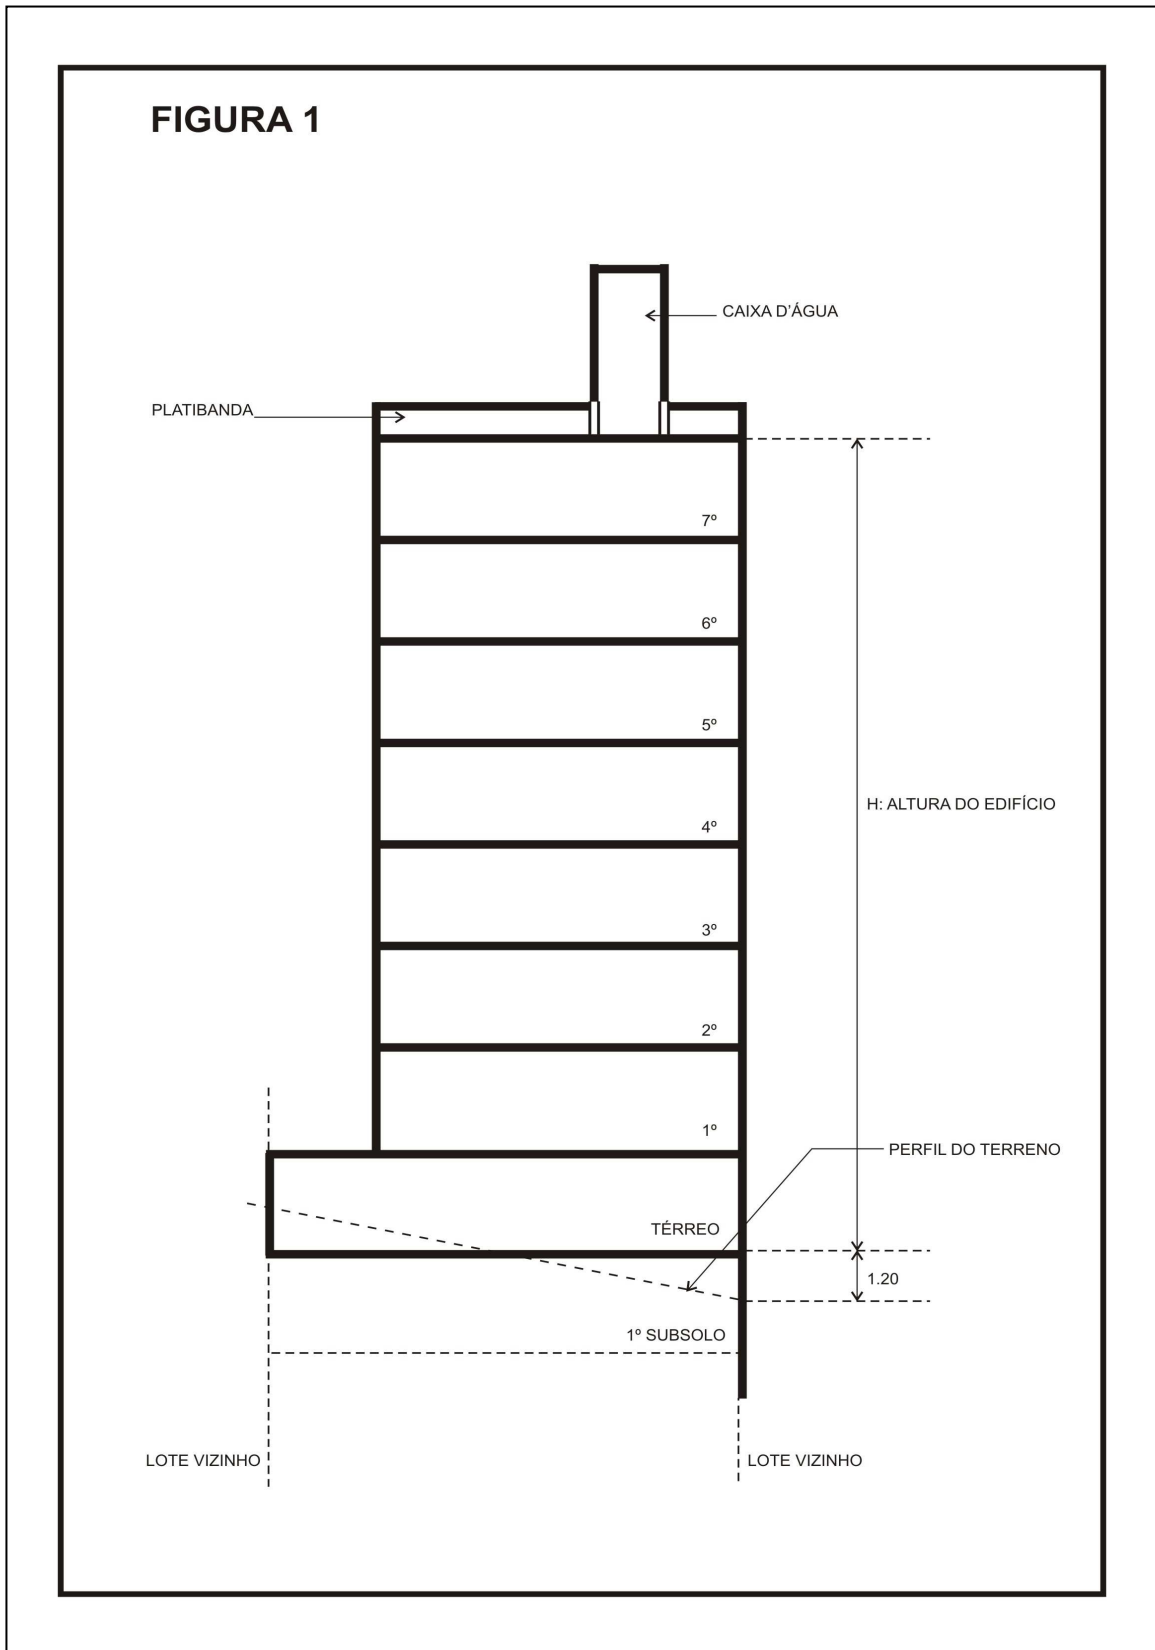 FIGURA 1
CAIXA D'ÁGUA
PLATIBANDA
7º
6º
5º
H: ALTURA DO EDIFÍCIO
4º
3º
2º
1º
PERFIL DO TERRENO
TÉRREO
1.20
1º SUBSOLO
LOTE VIZINHO
LOTE VIZINHO